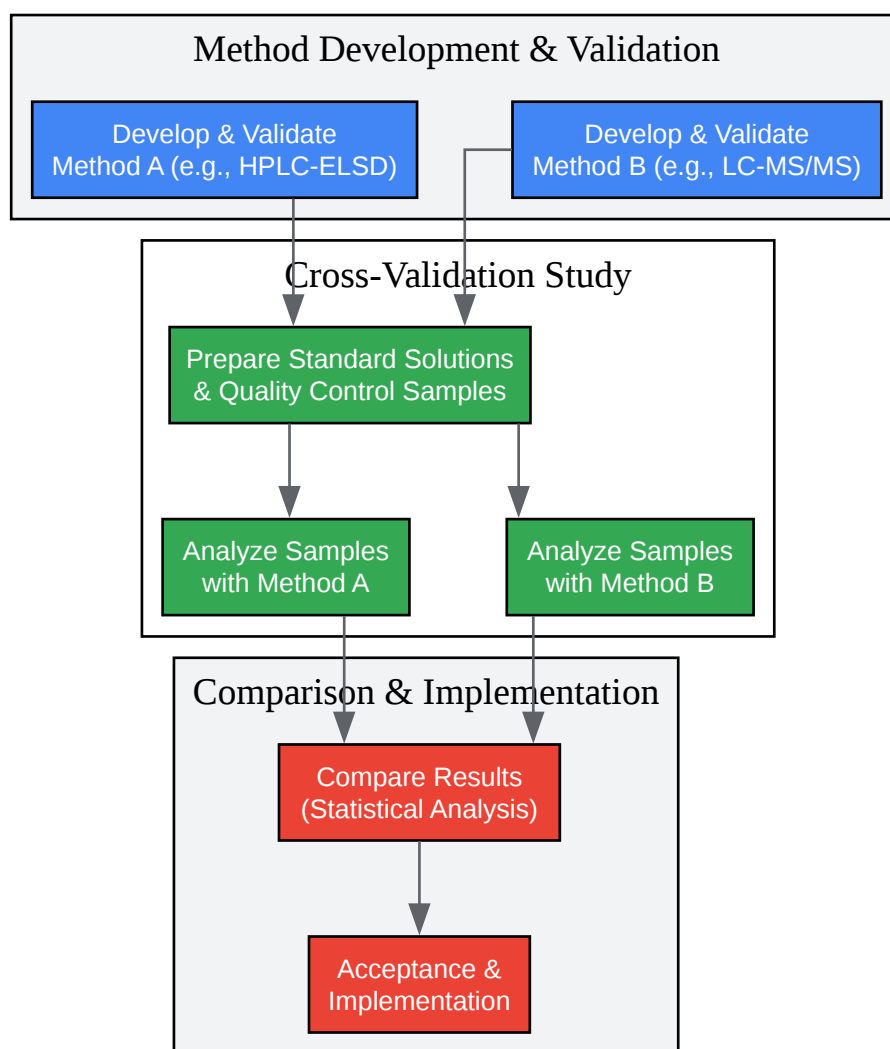 Method Development & Validation
Develop & Validate
Method A (e.g., HPLC-ELSD)
Develop & Validate
Method B (e.g., LC-MS/MS)
Cross-Validation Study
Prepare Standard Solutions
& Quality Control Samples
Analyze Samples
with Method A
Analyze Samples
with Method B
Comparison & Implementation
Compare Results
(Statistical Analysis)
Acceptance &
Implementation